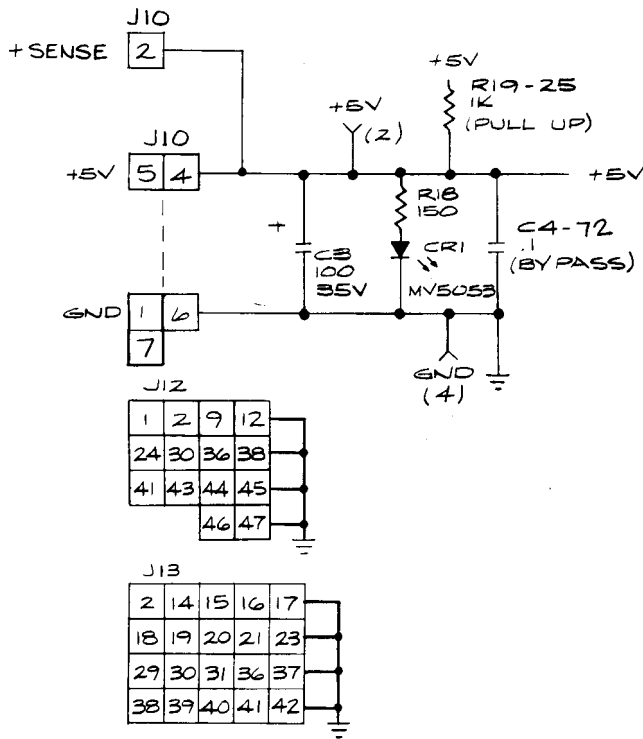 J10
+SENSE 2
+5V
R19-25
1K
(PULL UP)
+5V
(2)
J10
+5V 5 4
+5V
R18
150
C4-72
.1
(BYPASS)
+
C3
100
35V
CR1
MV5053
GND 1 6
7
GND
(4)
J12
1 2 9 12
24 30 36 38
41 43 44 45
46 47
J13
2 14 15 16 17
18 19 20 21 23
29 30 31 36 37
38 39 40 41 42